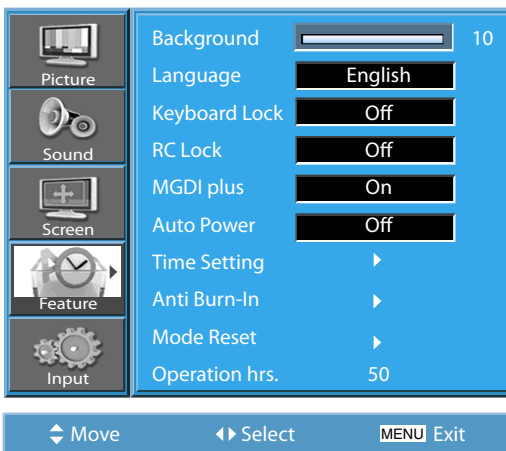 Picture
Sound
Screen
Feature
Input
Background 10
Language English
Keyboard Lock Off
RC Lock Off
MGDI plus On
Auto Power Off
Time Setting
Anti Burn-In
Mode Reset
Operation hrs. 50
Move Select MENU Exit